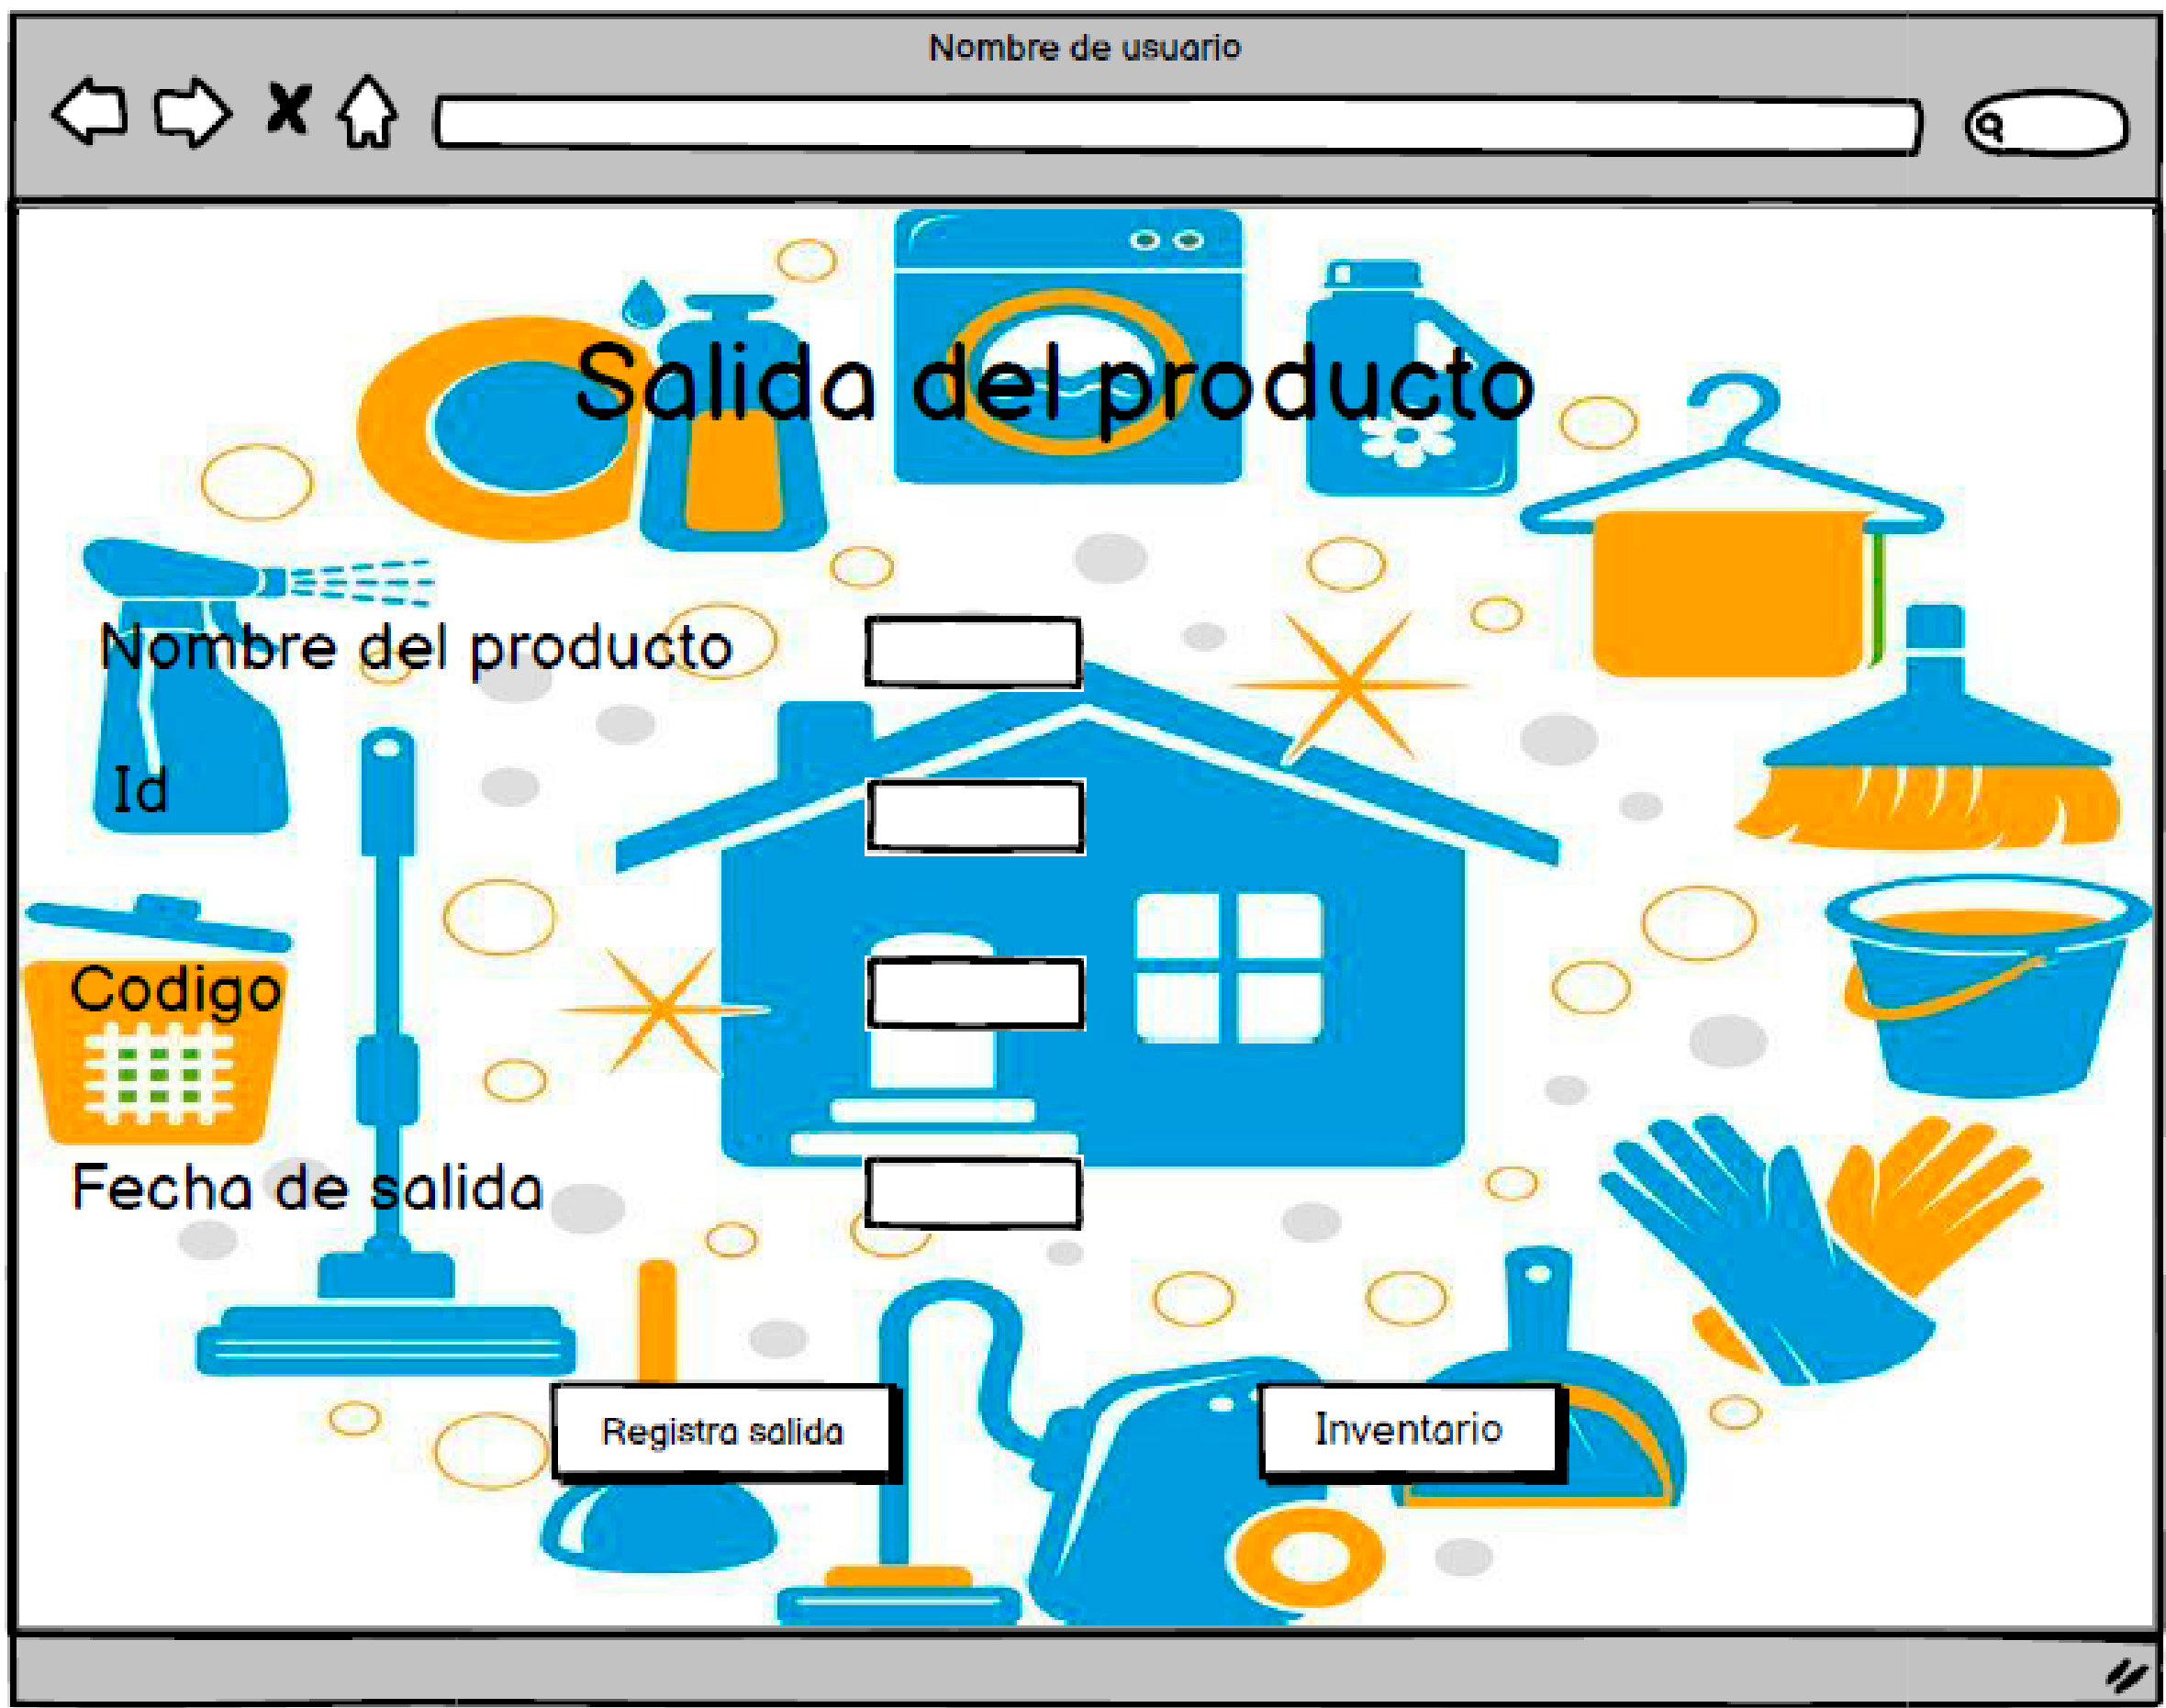 Nombre de usuario
Salida del producto
Nombre del producto
Id
Codigo
Fecha de salida
Registra salida
Inventario